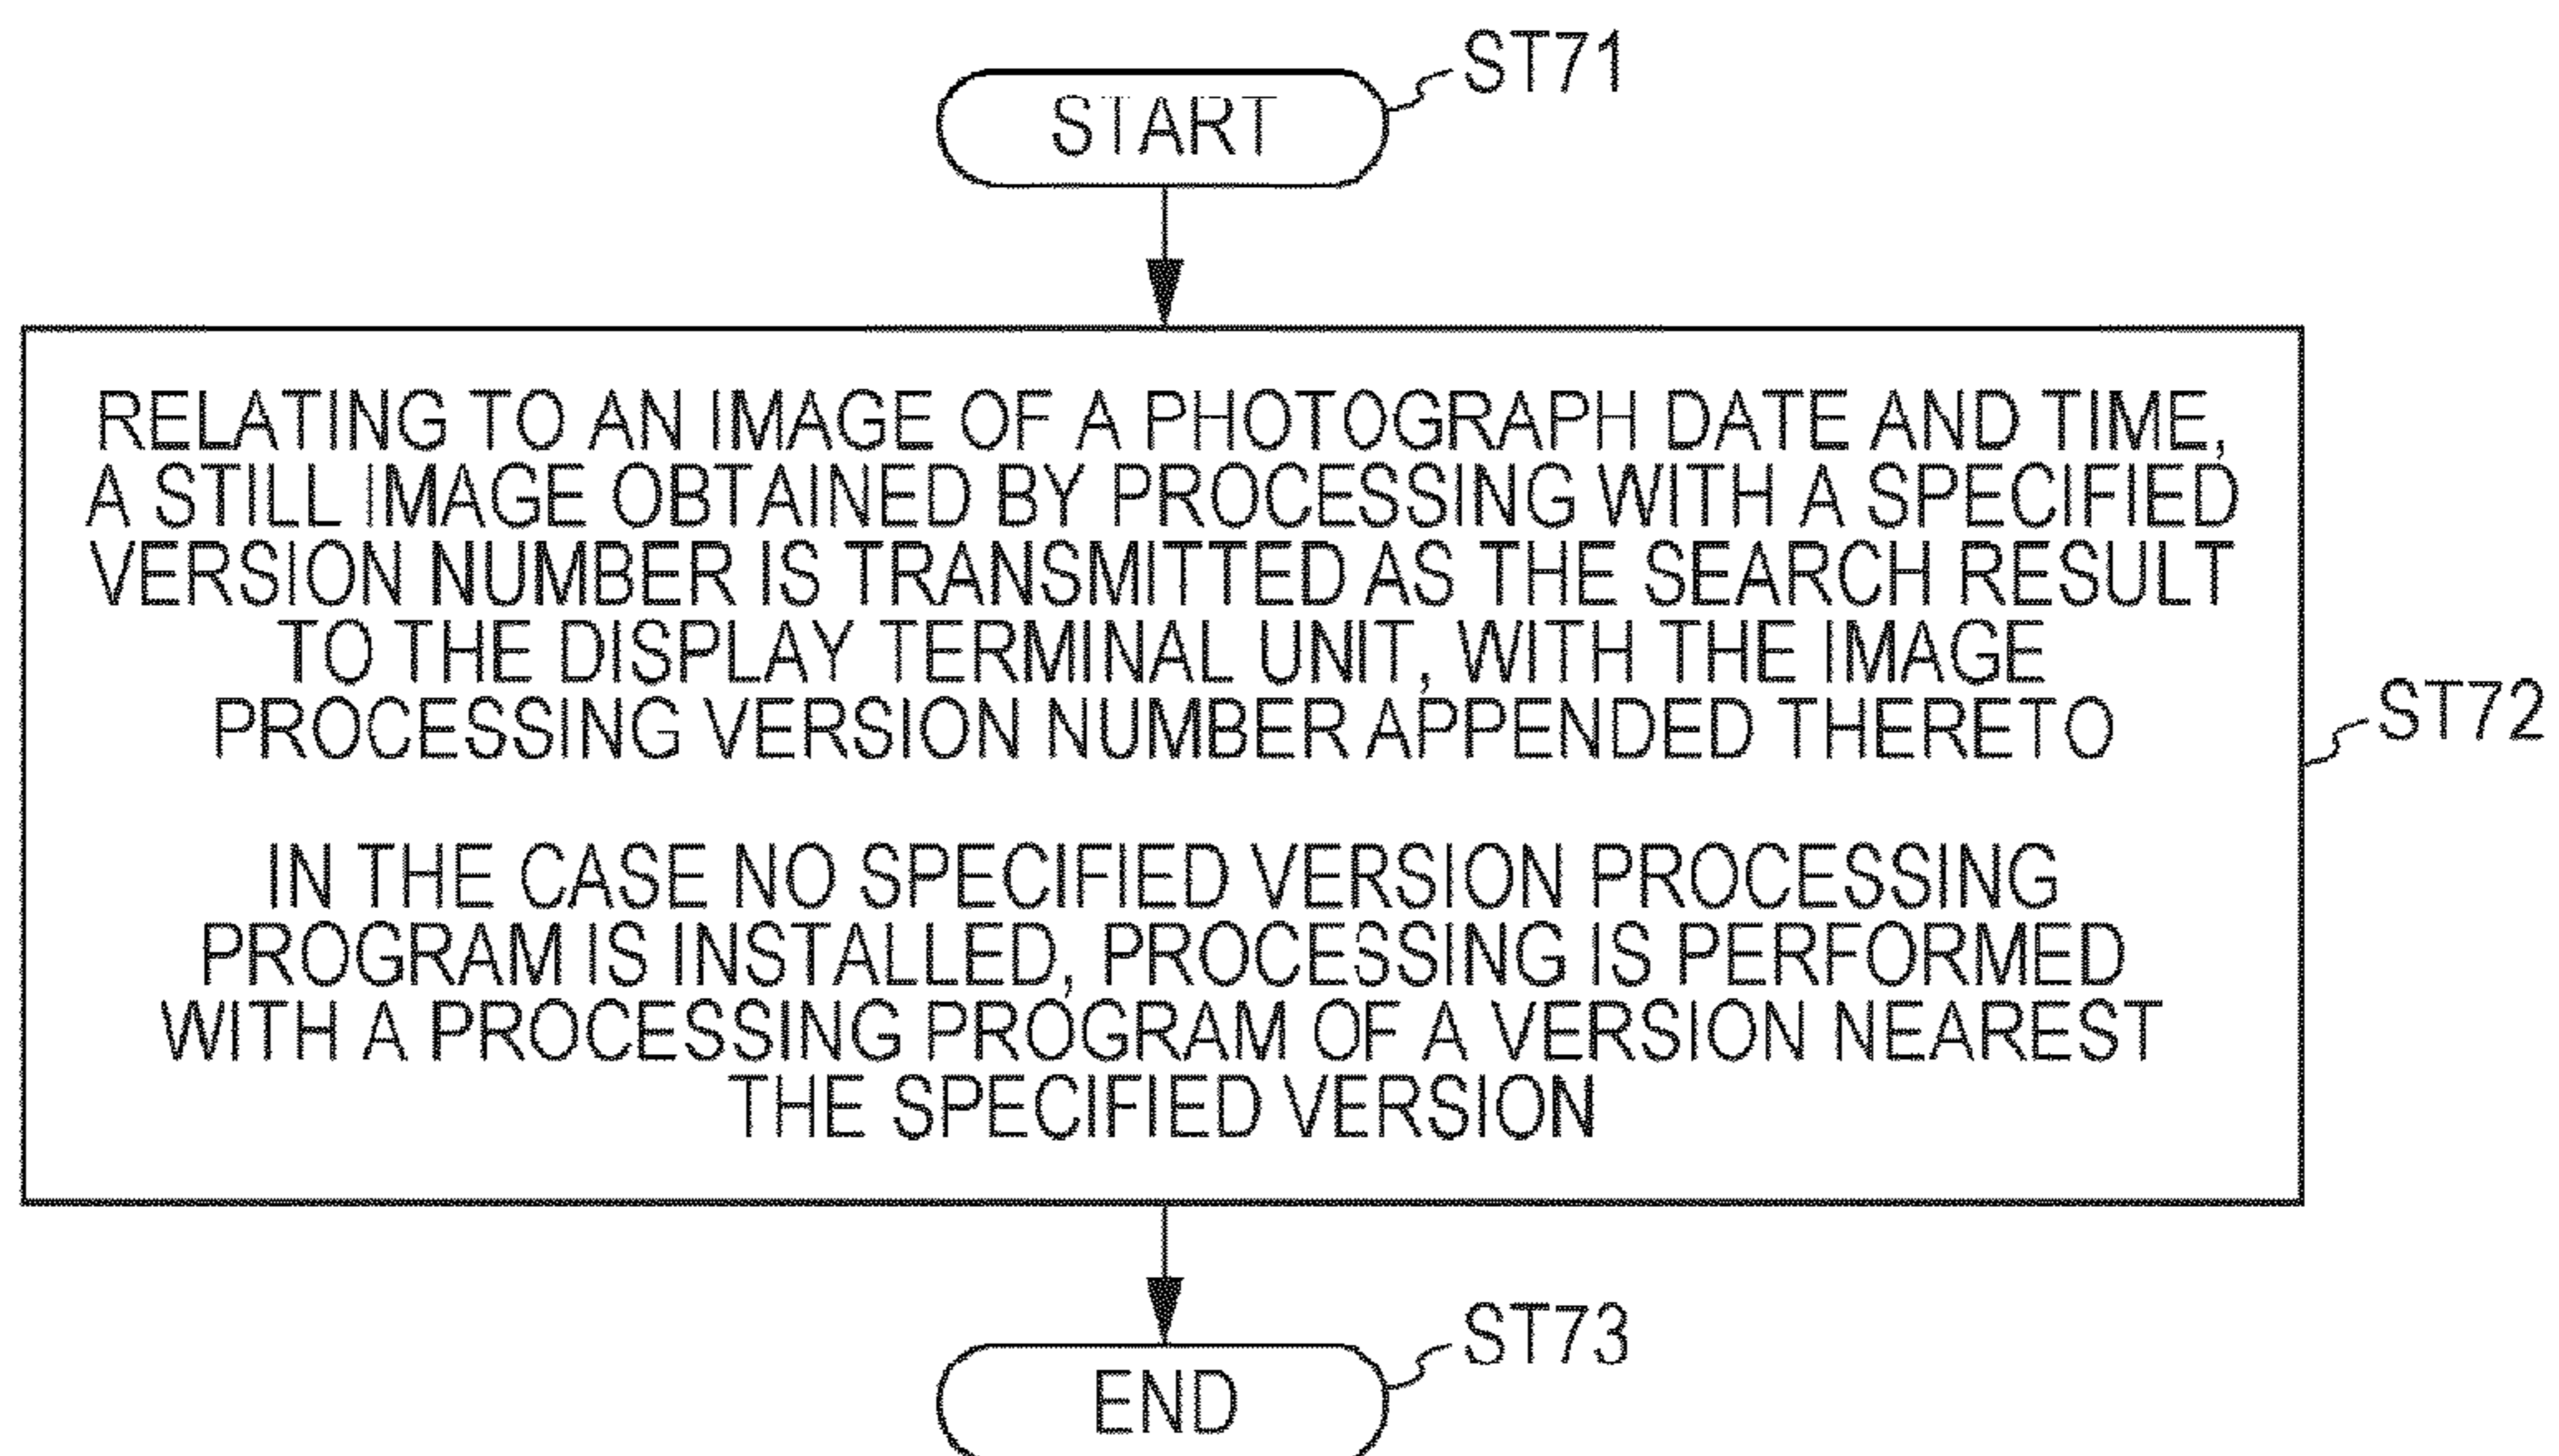 ST71
START
RELATING TO AN IMAGE OF A PHOTOGRAPH DATE AND TIME,
A STILL IMAGE OBTAINED BY PROCESSING WITH A SPECIFIED
VERSION NUMBER IS TRANSMITTED AS THE SEARCH RESULT
TO THE DISPLAY TERMINAL UNIT, WITH THE IMAGE
PROCESSING VERSION NUMBER APPENDED THERETO
ST72
IN THE CASE NO SPECIFIED VERSION PROCESSING
PROGRAM IS INSTALLED, PROCESSING IS PERFORMED
WITH A PROCESSING PROGRAM OF A VERSION NEAREST
THE SPECIFIED VERSION
ST73
END